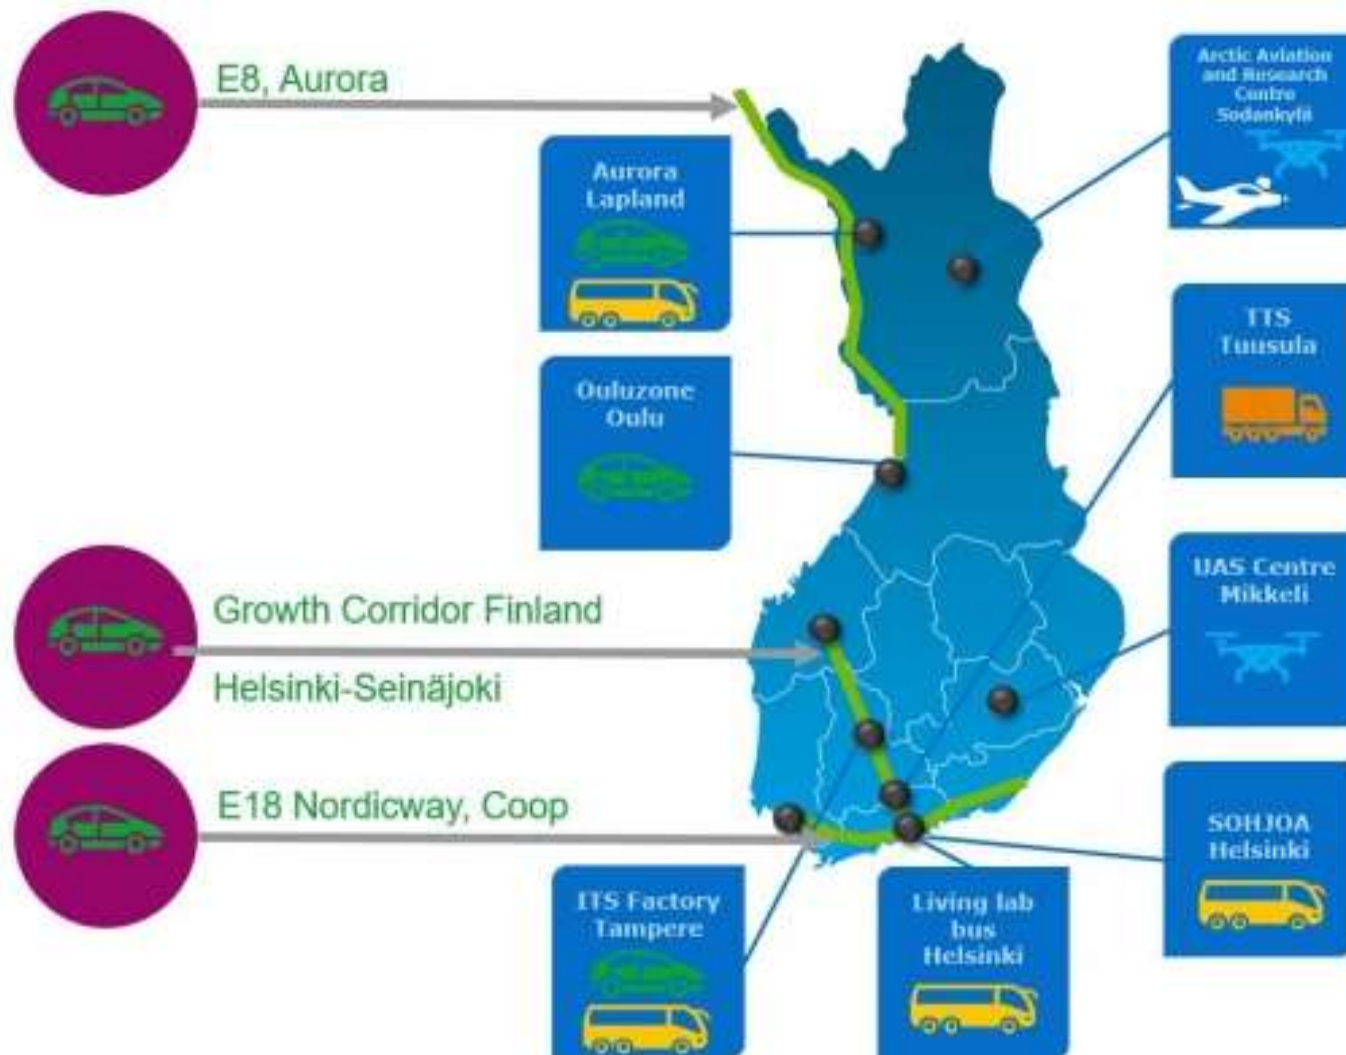 E8, Aurora
Arctic Aviation
and Research
Centre
Sodankylä
Aurora
Lapland
TTS
Tuusula
Ouluzone
Oulu
UAS Centre
Mikkeli
Growth Corridor Finland
Helsinki-Seinäjoki
E18 Nordicway, Coop
SOHJOA
Helsinki
ITS Factory
Tampere
Living lab
bus
Helsinki